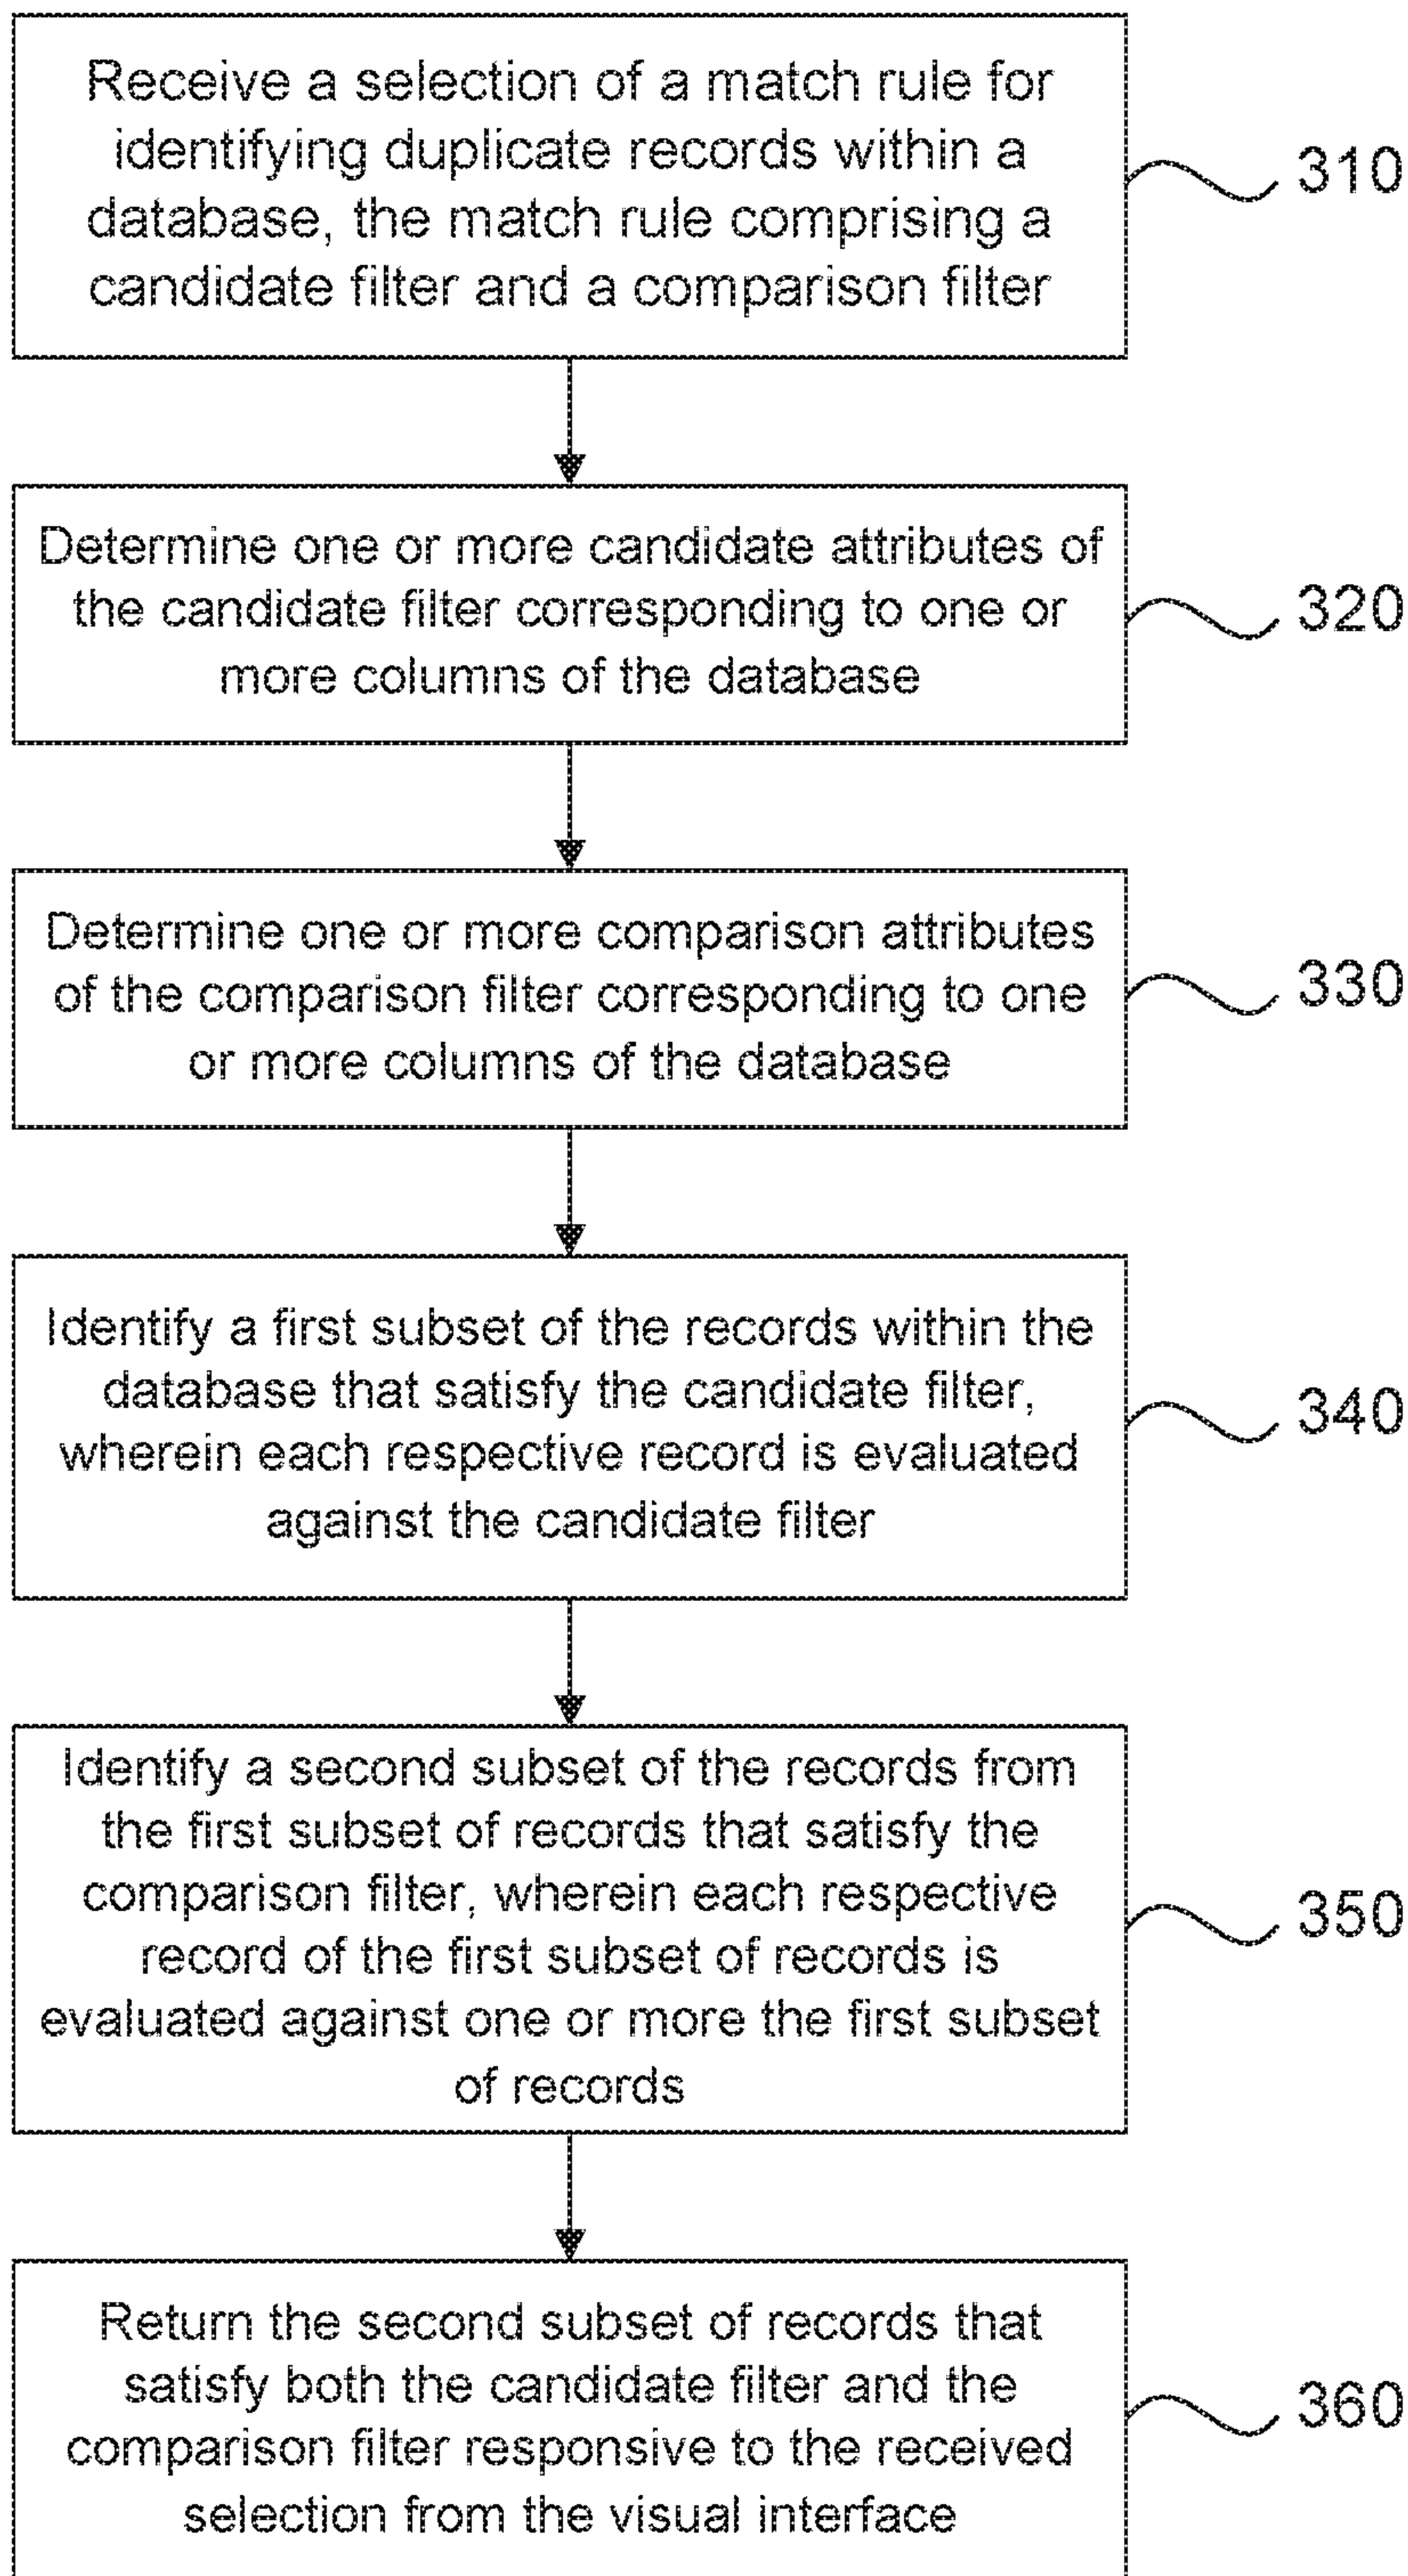 Receive a selection of a match rule for
identifying duplicate records within a
database, the match rule comprising a
candidate filter and a comparison filter
310
Determine one or more candidate attributes of
the candidate filter corresponding to one or
more columns of the database
320
Determine one or more comparison attributes
of the comparison filter corresponding to one
or more columns of the database
330
Identify a first subset of the records within the
database that satisfy the candidate filter,
wherein each respective record is evaluated
against the candidate filter
340
Identify a second subset of the records from
the first subset of records that satisfy the
comparison filter, wherein each respective
record of the first subset of records is
evaluated against one or more the first subset
of records
350
Return the second subset of records that
satisfy both the candidate filter and the
comparison filter responsive to the received
selection from the visual interface
360